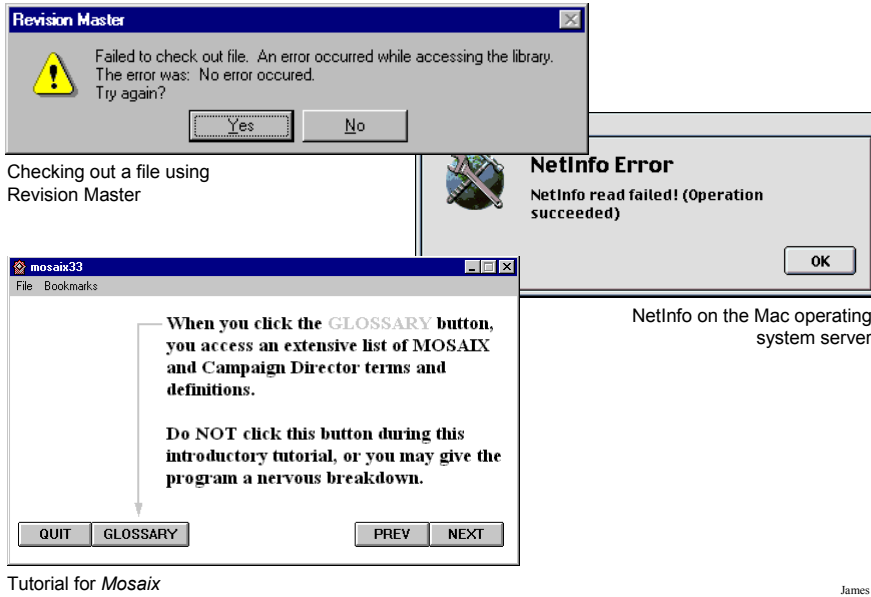 Revision Master
Failed to check out file. An error occurred while accessing the library.
The error was: No error occured.
Try again?
Yes
No
Checking out a file using
Revision Master
NetInfo Error
NetInfo read failed! (Operation
succeeded)
OK
NetInfo on the Mac operating
system server
mosaix33
File Bookmarks
When you click the GLOSSARY button,
you access an extensive list of MOSAIX
and Campaign Director terms and
definitions.
Do NOT click this button during this
introductory tutorial, or you may give the
program a nervous breakdown.
QUIT GLOSSARY PREV NEXT
Tutorial for Mosaix
James